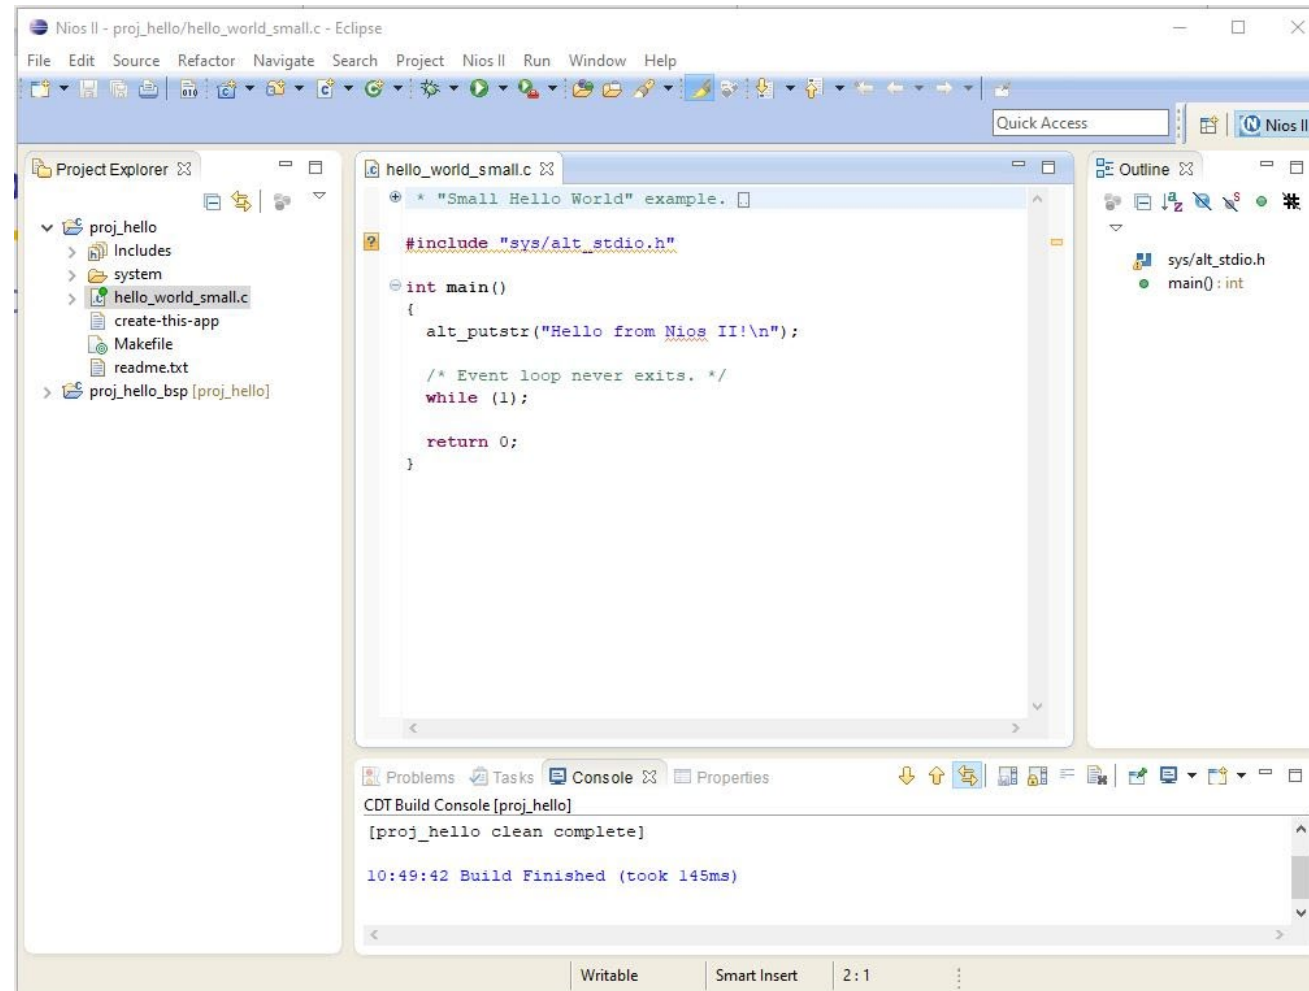 Nios II - proj_hello/hello_world_small.c - Eclipse
File Edit Source Refactor Navigate Search Project Nios II Run Window Help
Quick Access
Nios II
Project Explorer
proj_hello
Includes
system
hello_world_small.c
create-this-app
Makefile
readme.txt
proj_hello_bsp [proj_hello]
hello_world_small.c
* "Small Hello World" example.
#include "sys/alt_stdio.h"
int main()
{
alt_putstr("Hello from Nios II!\n");
/* Event loop never exits. */
while (1);
return 0;
}
Outline
sys/alt_stdio.h
main() : int
Problems Tasks Console Properties
CDT Build Console [proj_hello]
[proj_hello clean complete]
10:49:42 Build Finished (took 145ms)
Writable Smart Insert 2 : 1